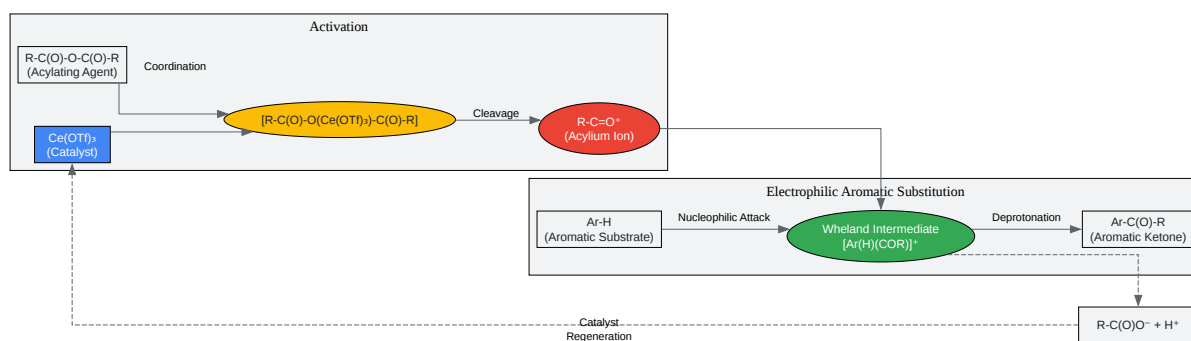 Activation
R-C(O)-O-C(O)-R
(Acylating Agent)
Coordination
Ce(OTf)₃
(Catalyst)
[R-C(O)-O(Ce(OTf)₃)-C(O)-R]
Cleavage
R-C=O⁺
(Acylium Ion)
Electrophilic Aromatic Substitution
Ar-H
(Aromatic Substrate)
Nucleophilic Attack
Wheland Intermediate
[Ar(H)(COR)]⁺
Deprotonation
Ar-C(O)-R
(Aromatic Ketone)
Catalyst
Regeneration
R-C(O)O⁻ + H⁺